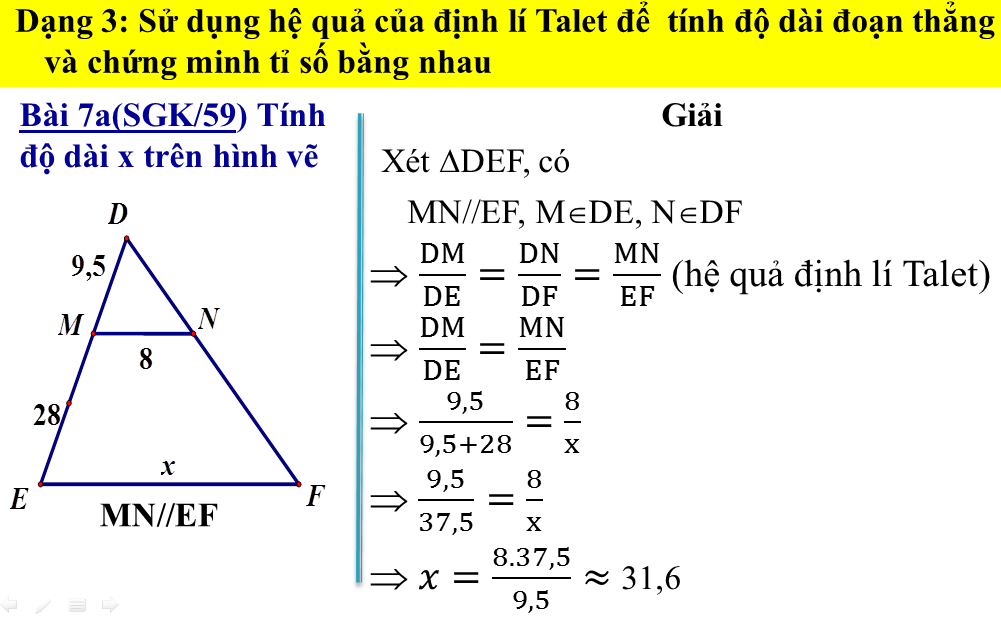 Dạng 3: Sử dụng hệ quả của định lí Talet để tính độ dài đoạn thẳng
và chứng minh tỉ số bằng nhau
Bài 7a(SGK/59) Tính
độ dài x trên hình vẽ
D
9,5
M
N
8
28
x
E
F
MN//EF
Giải
Xét ΔDEF, có
MN//EF, M∈DE, N∈DF
⇒ DM/DE = DN/DF = MN/EF (hệ quả định lí Talet)
⇒ DM/DE = MN/EF
⇒ 9,5/9,5+28 = 8/x
⇒ 9,5/37,5 = 8/x
⇒ x = 8.37,5/9,5 ≈ 31,6